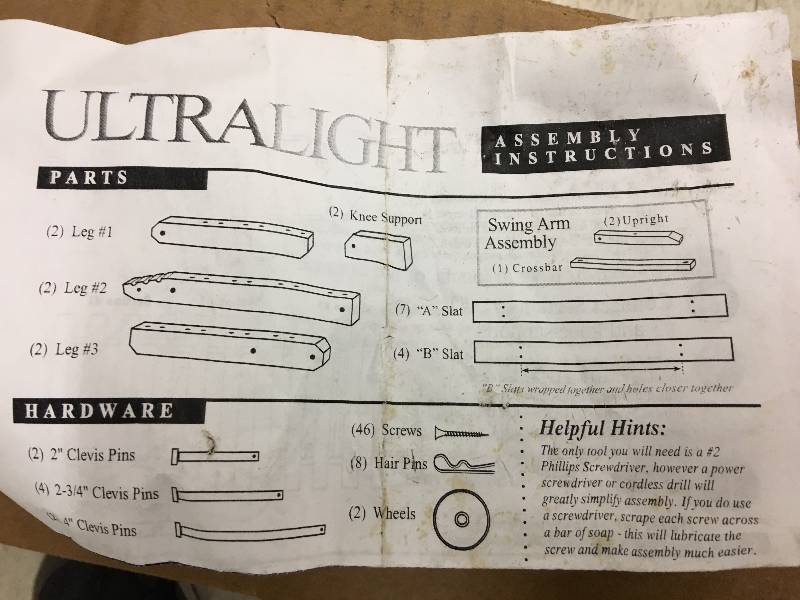 ULTRALIGHT
ASSEMBLY
INSTRUCTIONS
PARTS
(2) Leg #1
(2) Knee Support
(2) Leg #2
(2) Leg #3
Swing Arm
Assembly
(2) Upright
(1) Crossbar
(7) "A" Slat
(4) "B" Slat
"B" Slats wrapped together and holes closer together
HARDWARE
(2) 2" Clevis Pins
(4) 2-3/4" Clevis Pins
4" Clevis Pins
(46) Screws
(8) Hair Pins
(2) Wheels
Helpful Hints:
The only tool you will need is a #2
Phillips Screwdriver, however a power
screwdriver or cordless drill will
greatly simplify assembly. If you do use
a screwdriver, scrape each screw across
a bar of soap - this will lubricate the
screw and make assembly much easier.